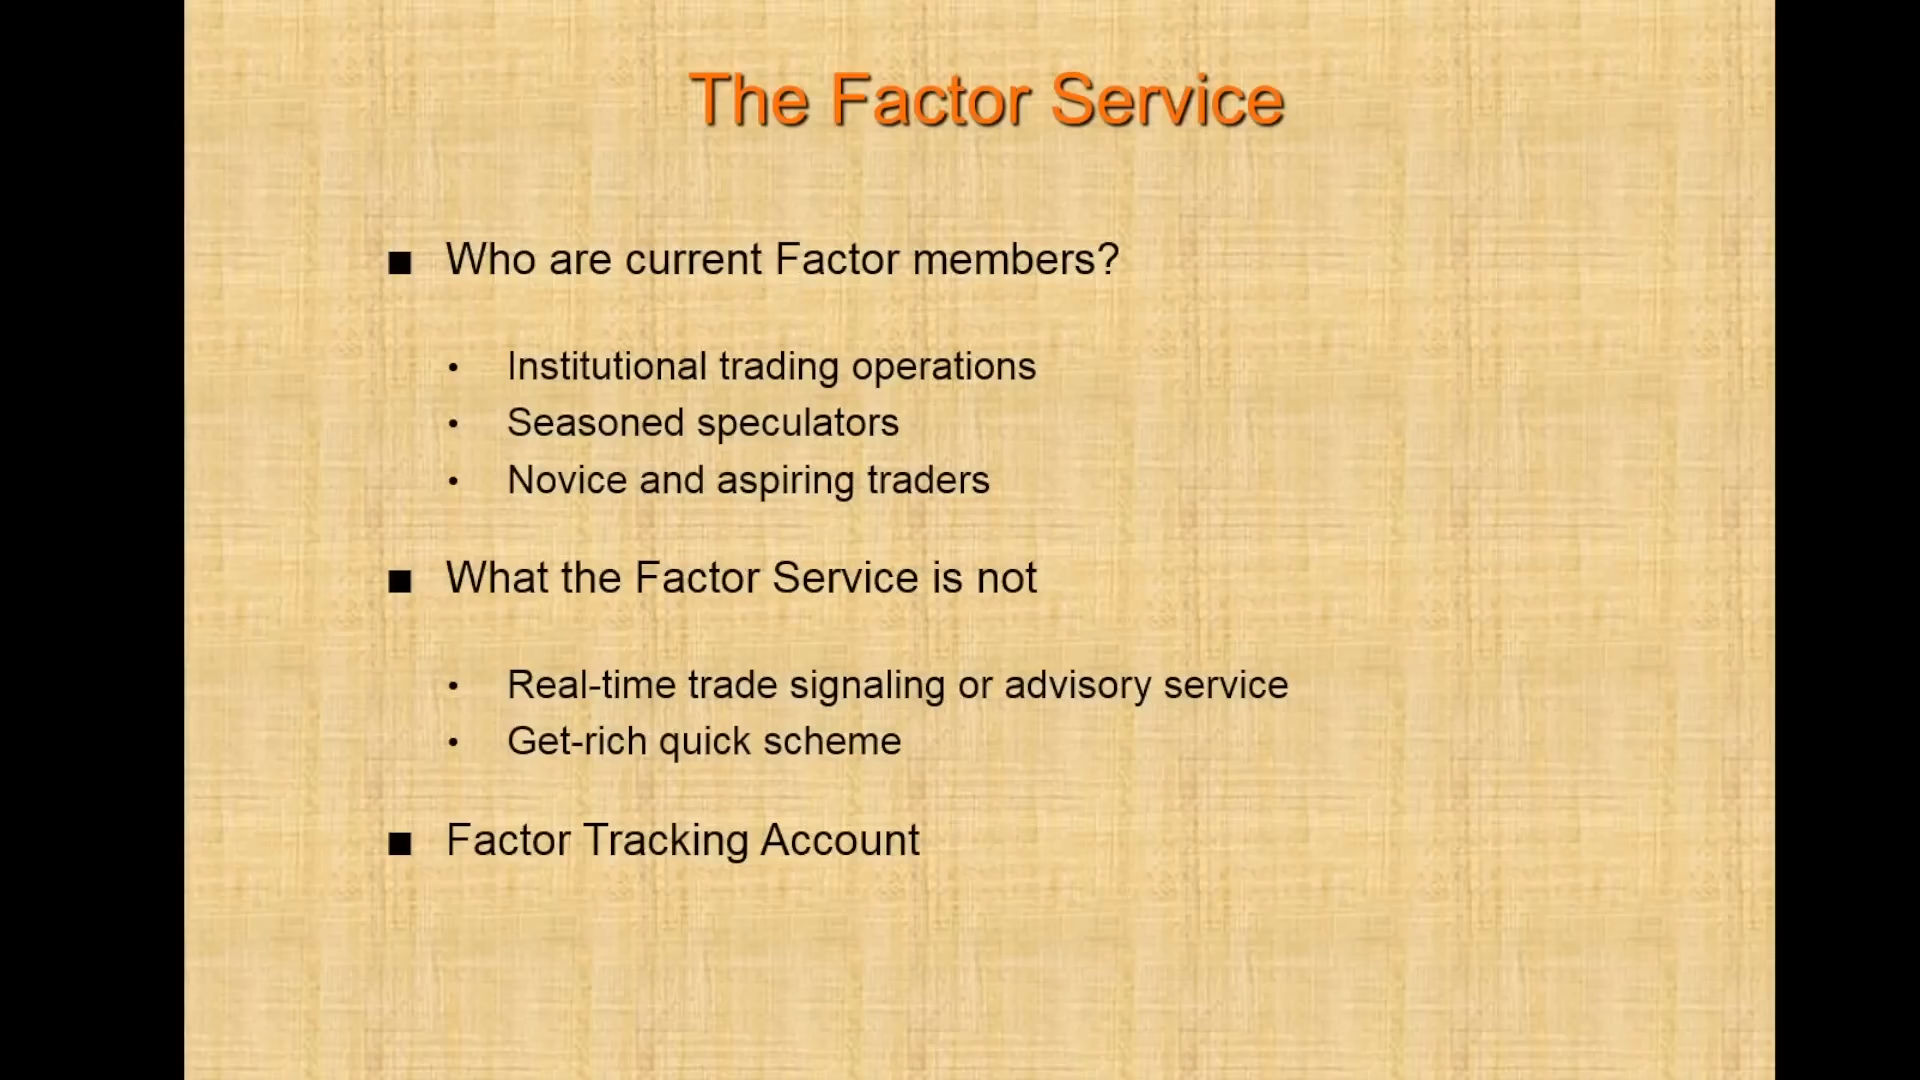 The Factor Service
■ Who are current Factor members?
• Institutional trading operations
• Seasoned speculators
• Novice and aspiring traders
■ What the Factor Service is not
• Real-time trade signaling or advisory service
• Get-rich quick scheme
■ Factor Tracking Account